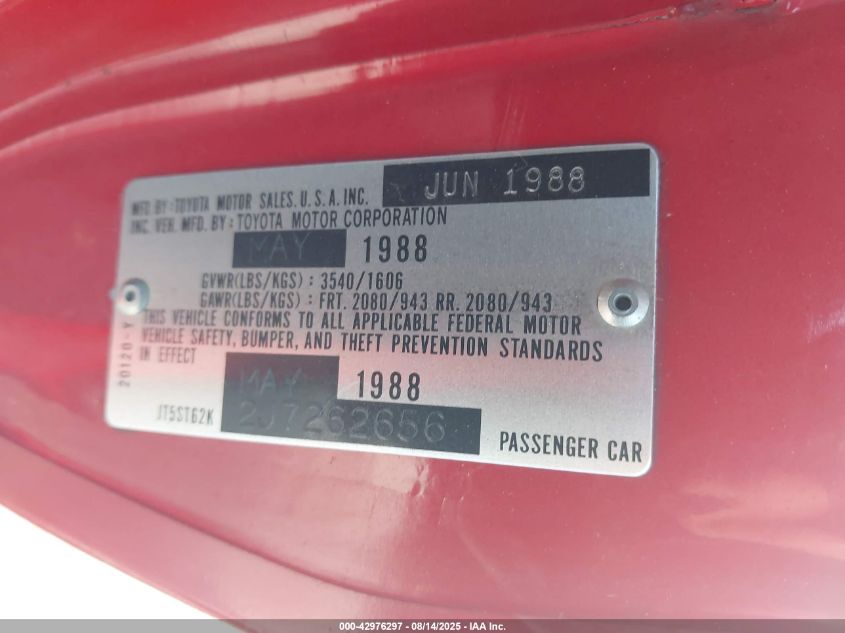 MFD. BY: TOYOTA MOTOR SALES. U. S. A. INC. JUN 1988
INC. VEH. MFD. BY: TOYOTA MOTOR CORPORATION
MAY 1988
GVWR(LBS/KGS) : 3540/1606
GAWR(LBS/KGS) : FRT. 2080/943 RR. 2080/943
THIS VEHICLE CONFORMS TO ALL APPLICABLE FEDERAL MOTOR
VEHICLE SAFETY, BUMPER, AND THEFT PREVENTION STANDARDS
IN EFFECT
MAY 1988
JT5ST62K 2J7262656
PASSENGER CAR
20120-Y
000-42976297 - 08/14/2025 - IAA Inc.